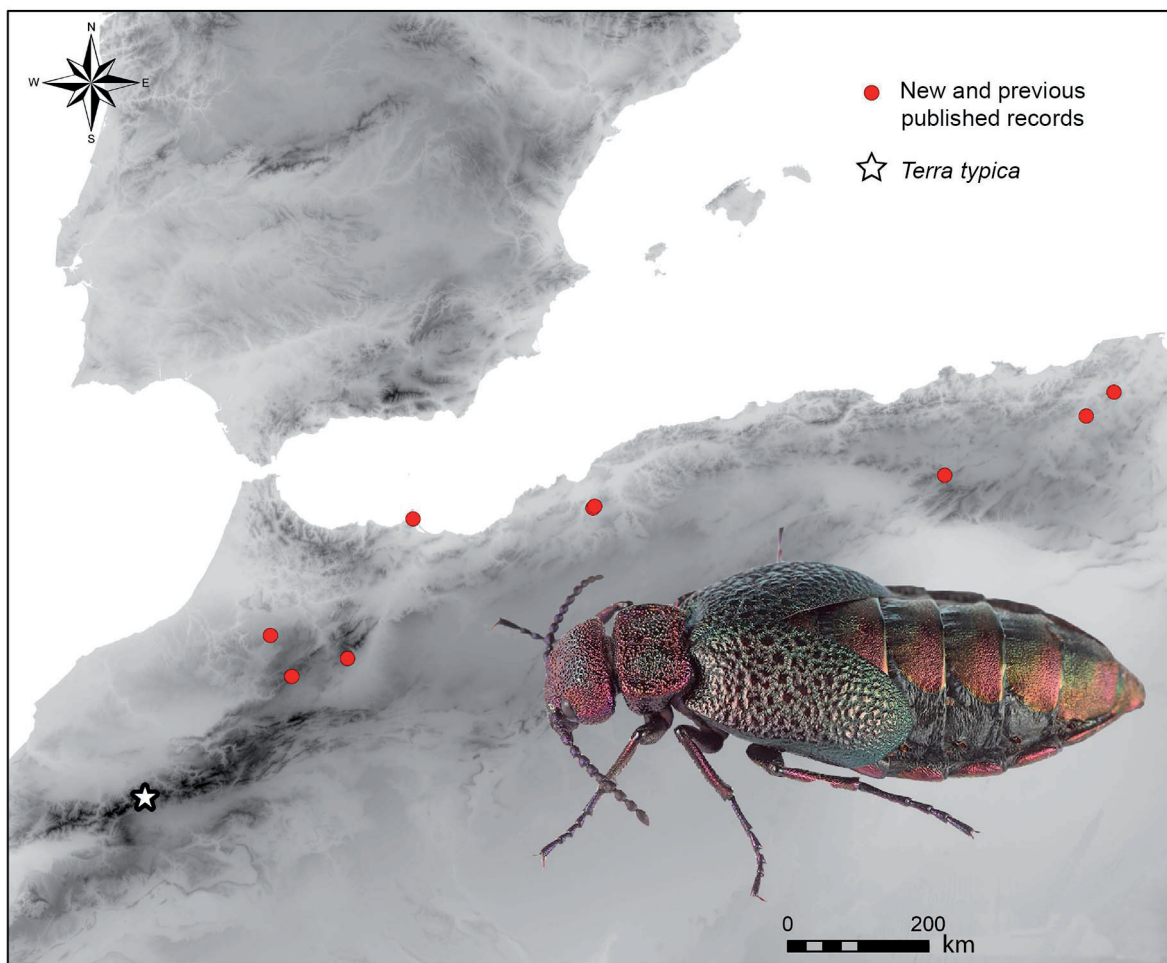 N
W E
S
New and previous
published records
Terra typica
0 200
km